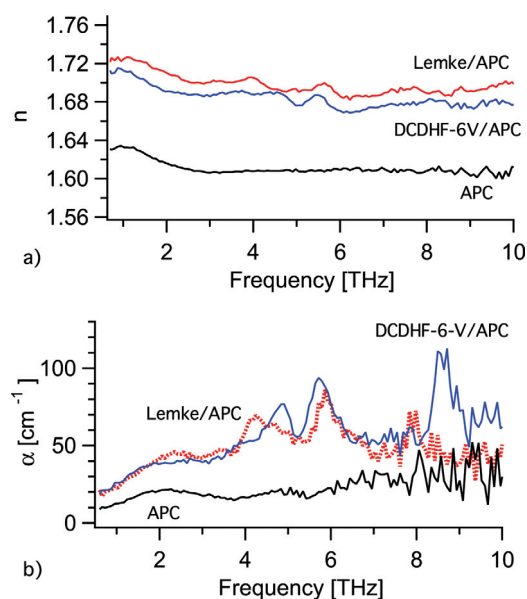 1.76
1.72
n
1.68
1.64
1.60
1.56
Lemke/APC
DCDHF-6V/APC
APC
2 4 6 8 10
a)
Frequency [THz]
DCDHF-6-V/APC
100
α [cm⁻¹]
50
0
Lemke/APC
APC
2 4 6 8 10
b)
Frequency [THz]